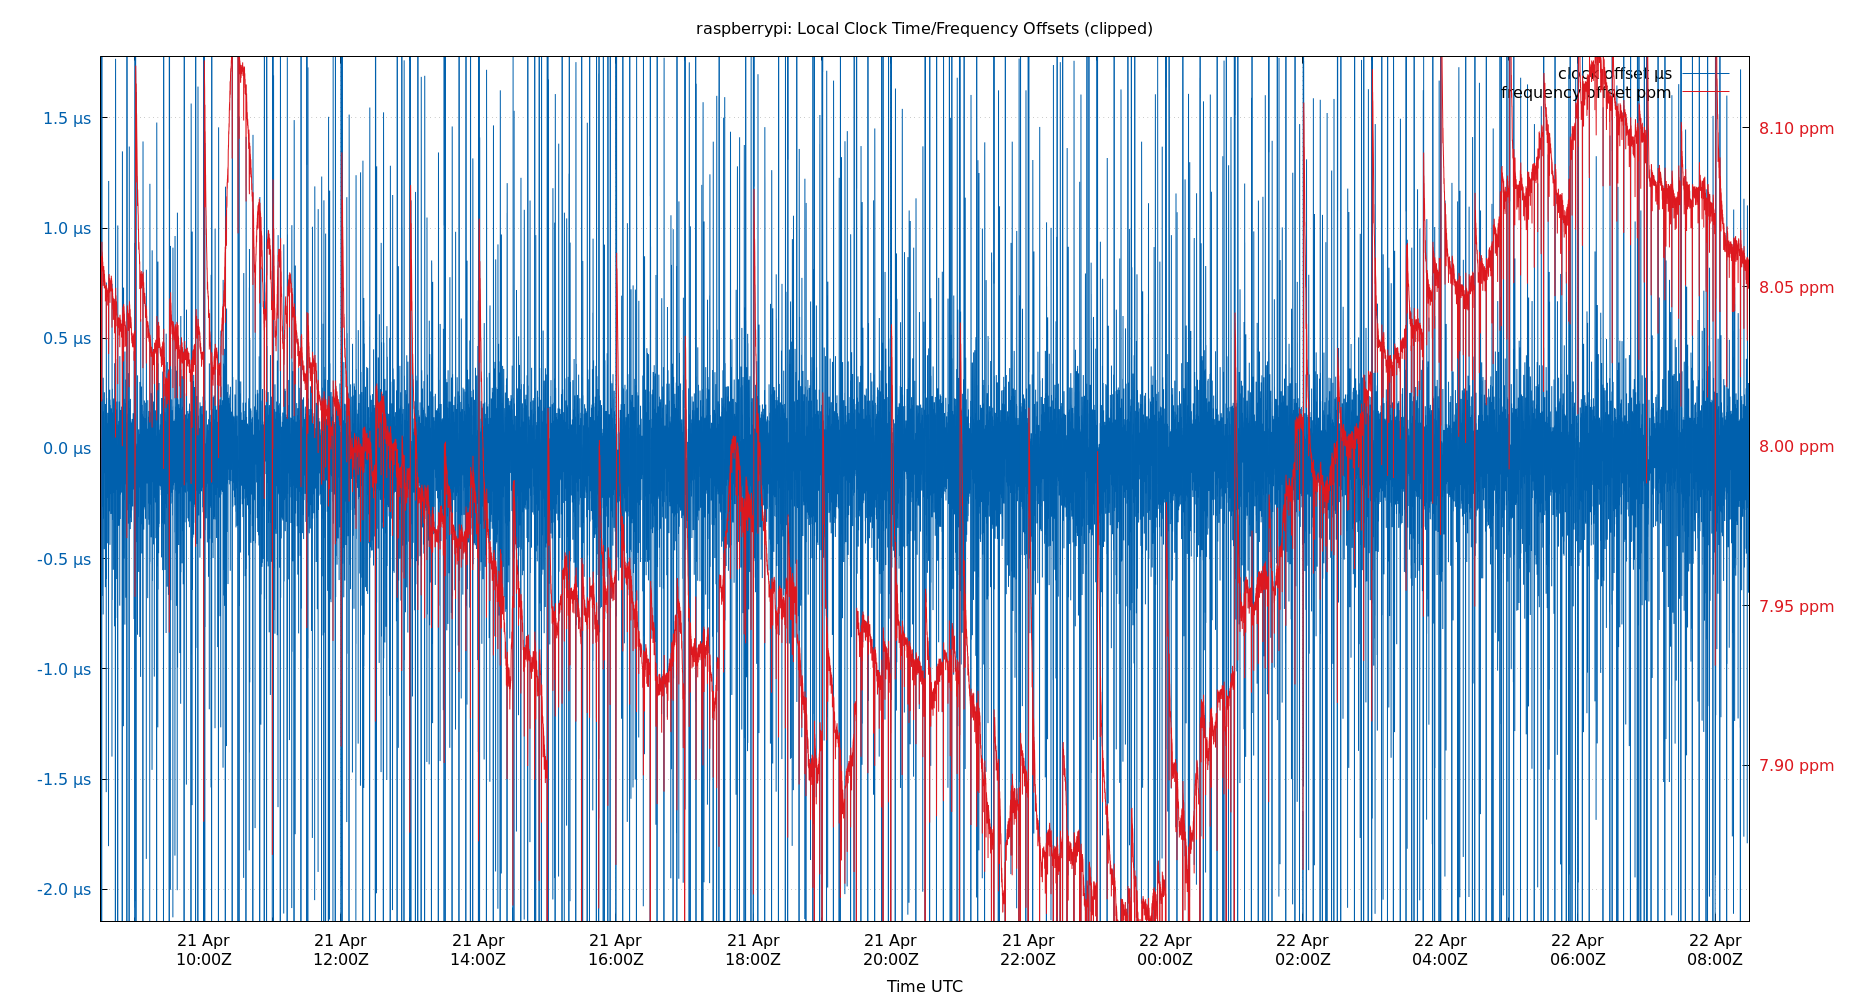 raspberrypi: Local Clock Time/Frequency Offsets (clipped)
clock offset µs
frequency offset ppm
1.5 µs
1.0 µs
0.5 µs
0.0 µs
-0.5 µs
-1.0 µs
-1.5 µs
-2.0 µs
8.10 ppm
8.05 ppm
8.00 ppm
7.95 ppm
7.90 ppm
21 Apr 21 Apr 21 Apr 21 Apr 21 Apr 21 Apr 21 Apr 22 Apr 22 Apr 22 Apr 22 Apr 22 Apr
10:00Z 12:00Z 14:00Z 16:00Z 18:00Z 20:00Z 22:00Z 00:00Z 02:00Z 04:00Z 06:00Z 08:00Z
Time UTC